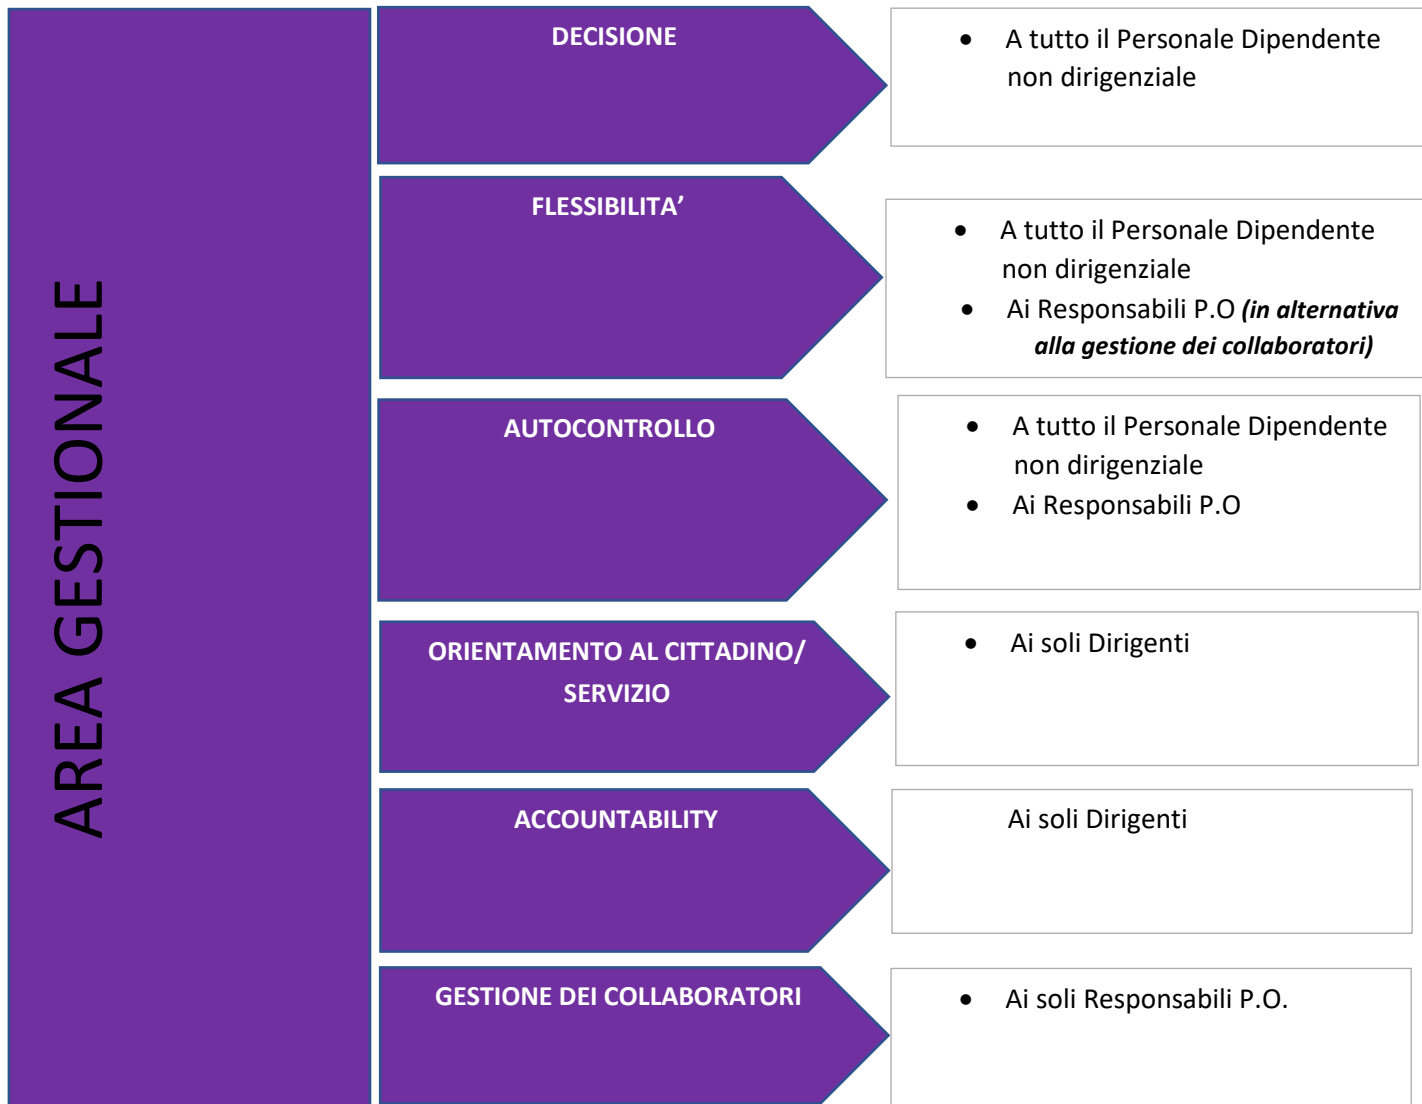 AREA GESTIONALE
DECISIONE
• A tutto il Personale Dipendente
non dirigenziale
FLESSIBILITA’
• A tutto il Personale Dipendente
non dirigenziale
• Ai Responsabili P.O (in alternativa
alla gestione dei collaboratori)
AUTOCONTROLLO
• A tutto il Personale Dipendente
non dirigenziale
• Ai Responsabili P.O
ORIENTAMENTO AL CITTADINO/
SERVIZIO
• Ai soli Dirigenti
ACCOUNTABILITY
Ai soli Dirigenti
GESTIONE DEI COLLABORATORI
• Ai soli Responsabili P.O.